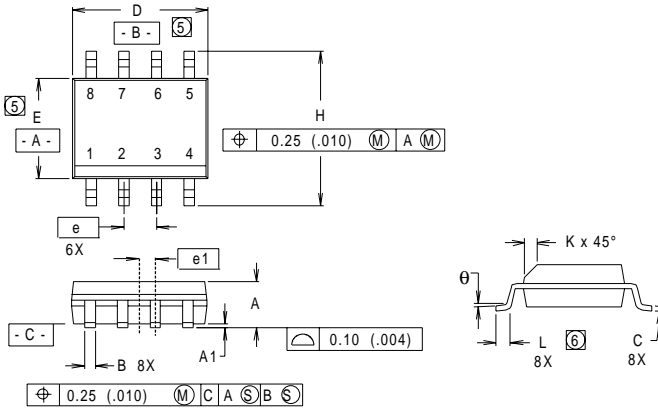 D
- B -
5
8 7 6 5
5
E
- A -
H
⌖ 0.25 (.010) Ⓜ A Ⓜ
1 2 3 4
e
6X
e1
K x 45°
θ
A
- C -
A1
⌓ 0.10 (.004)
L
8X
6
C
8X
B 8X
⌖ 0.25 (.010) Ⓜ C A Ⓢ B Ⓢ